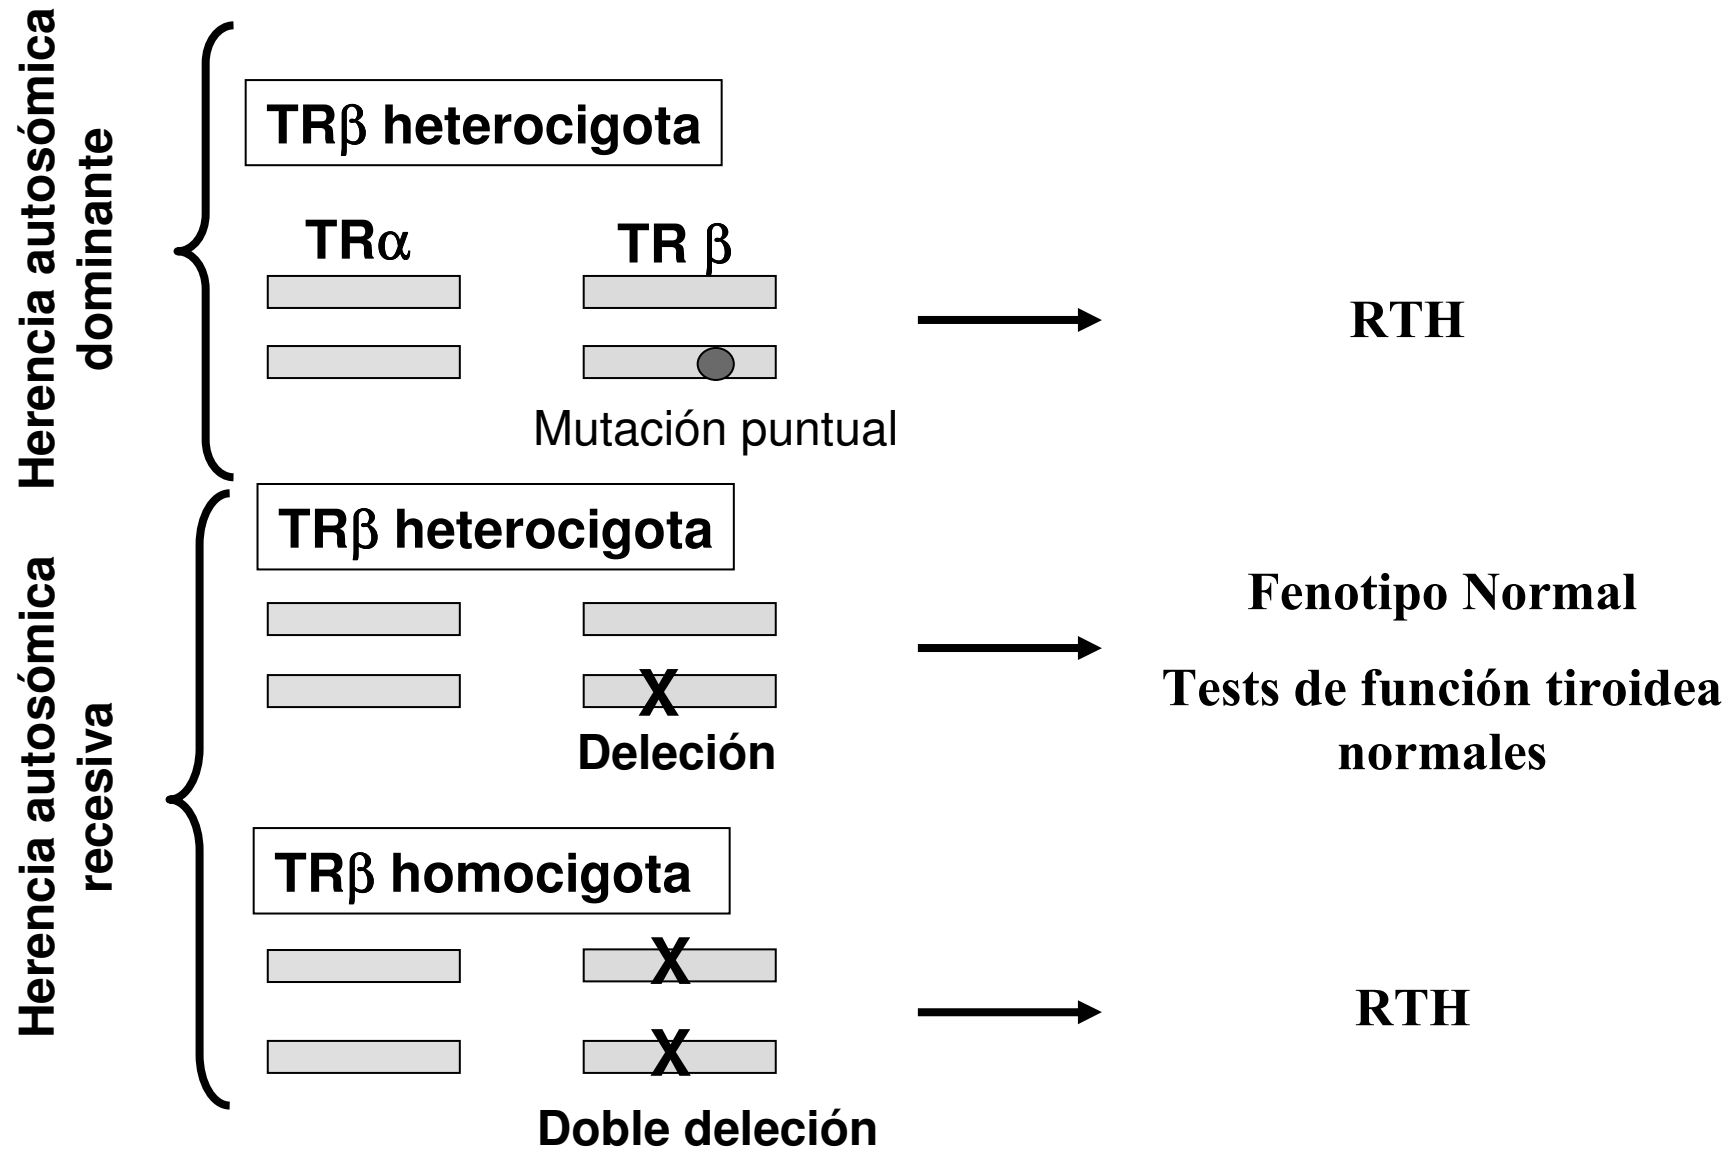 Herencia autosómica
dominante
TRβ heterocigota
TRα
TR β
Mutación puntual
RTH
Herencia autosómica
recesiva
TRβ heterocigota
X
Deleción
Fenotipo Normal
Tests de función tiroidea
normales
TRβ homocigota
X
X
Doble deleción
RTH